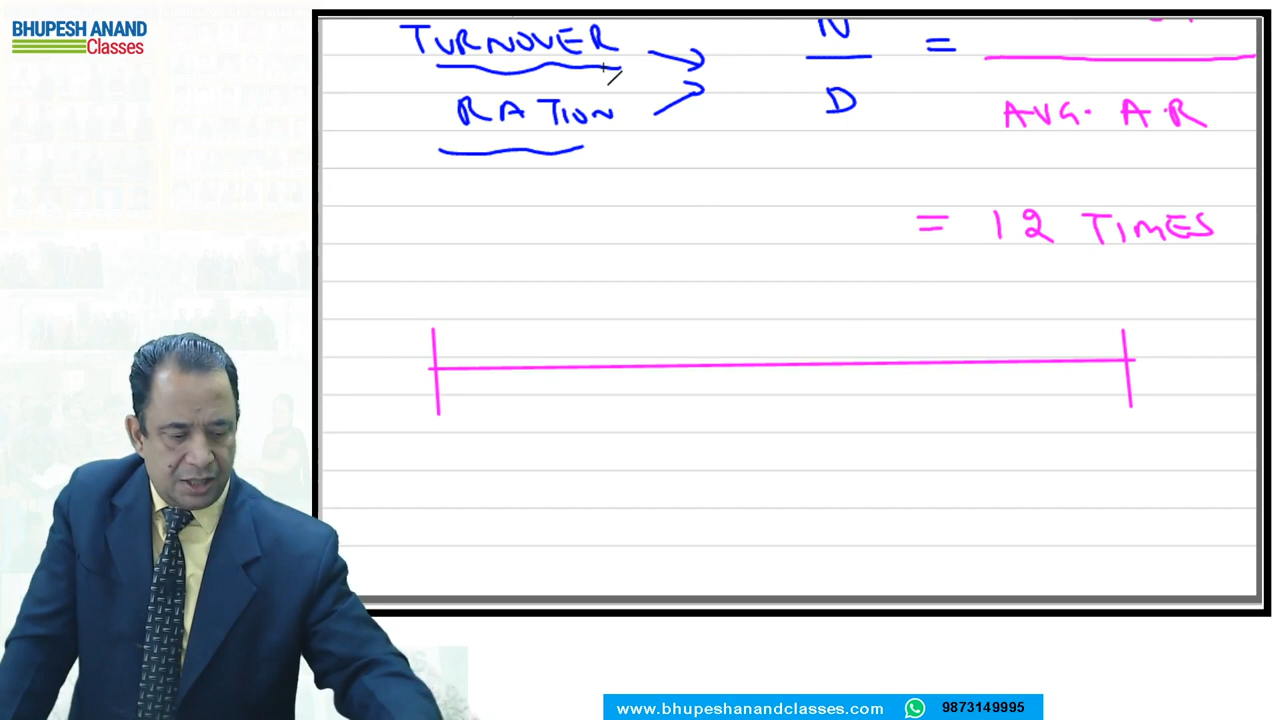 BHUPESH ANAND
Classes
TURNOVER
RATION
N
D
=
AVG. A.R
= 12 TIMES
www.bhupeshanandclasses.com 9873149995